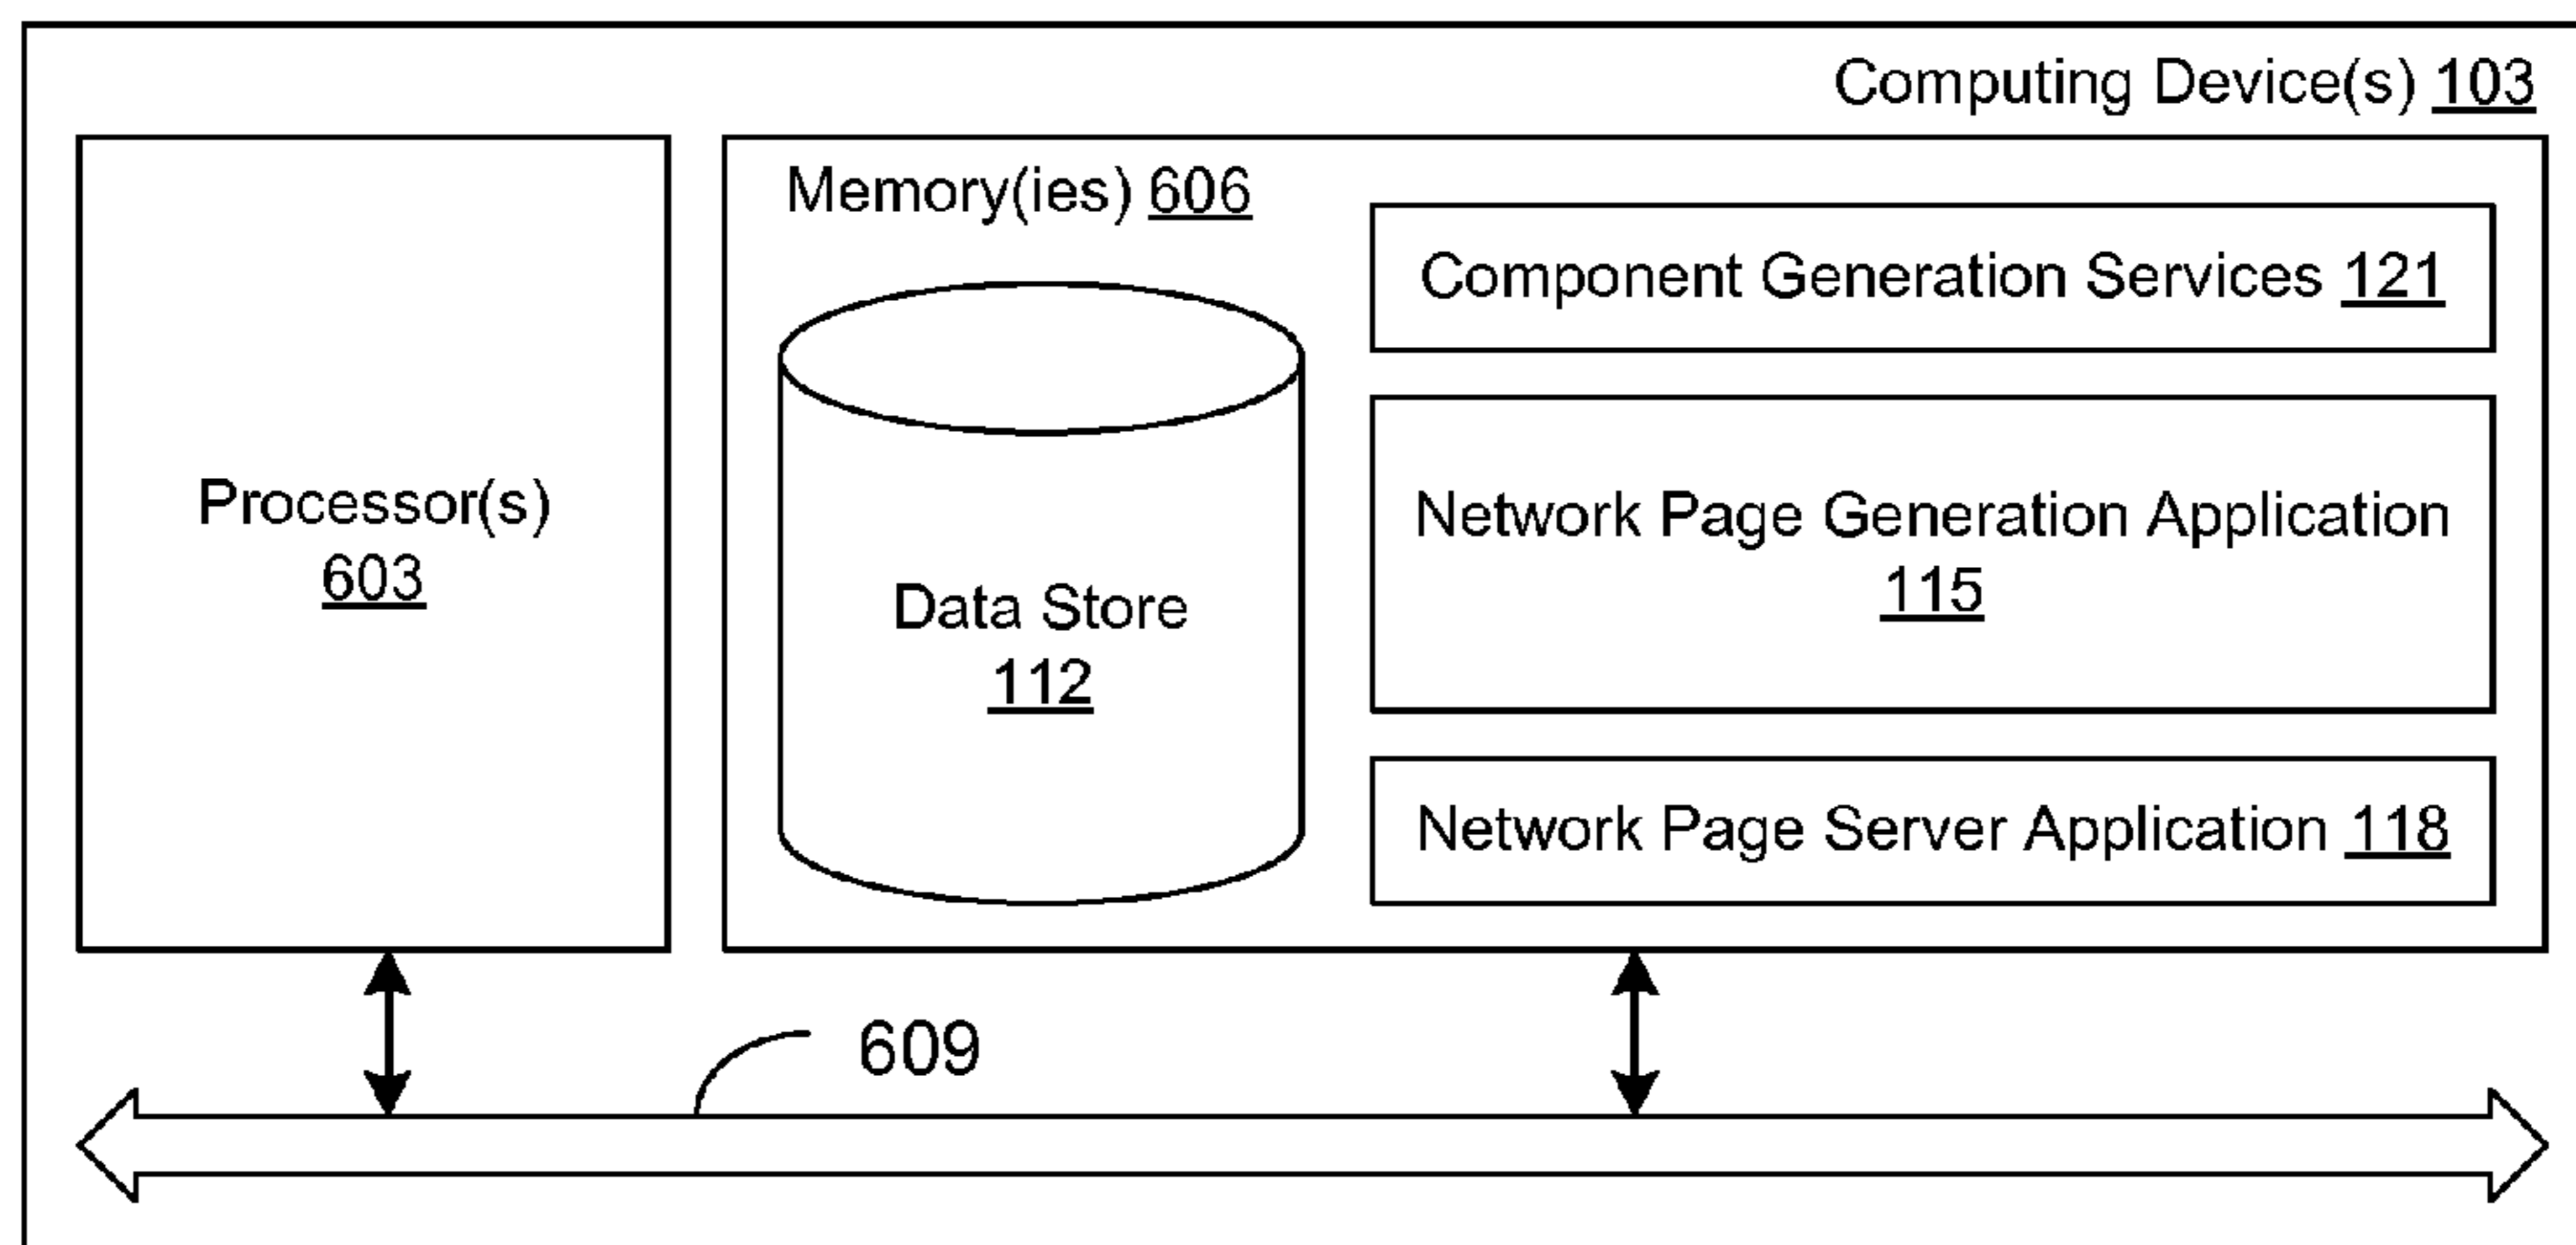 Computing Device(s) 103
Memory(ies) 606
Component Generation Services 121
Processor(s)
603
Network Page Generation Application
115
Data Store
112
Network Page Server Application 118
609